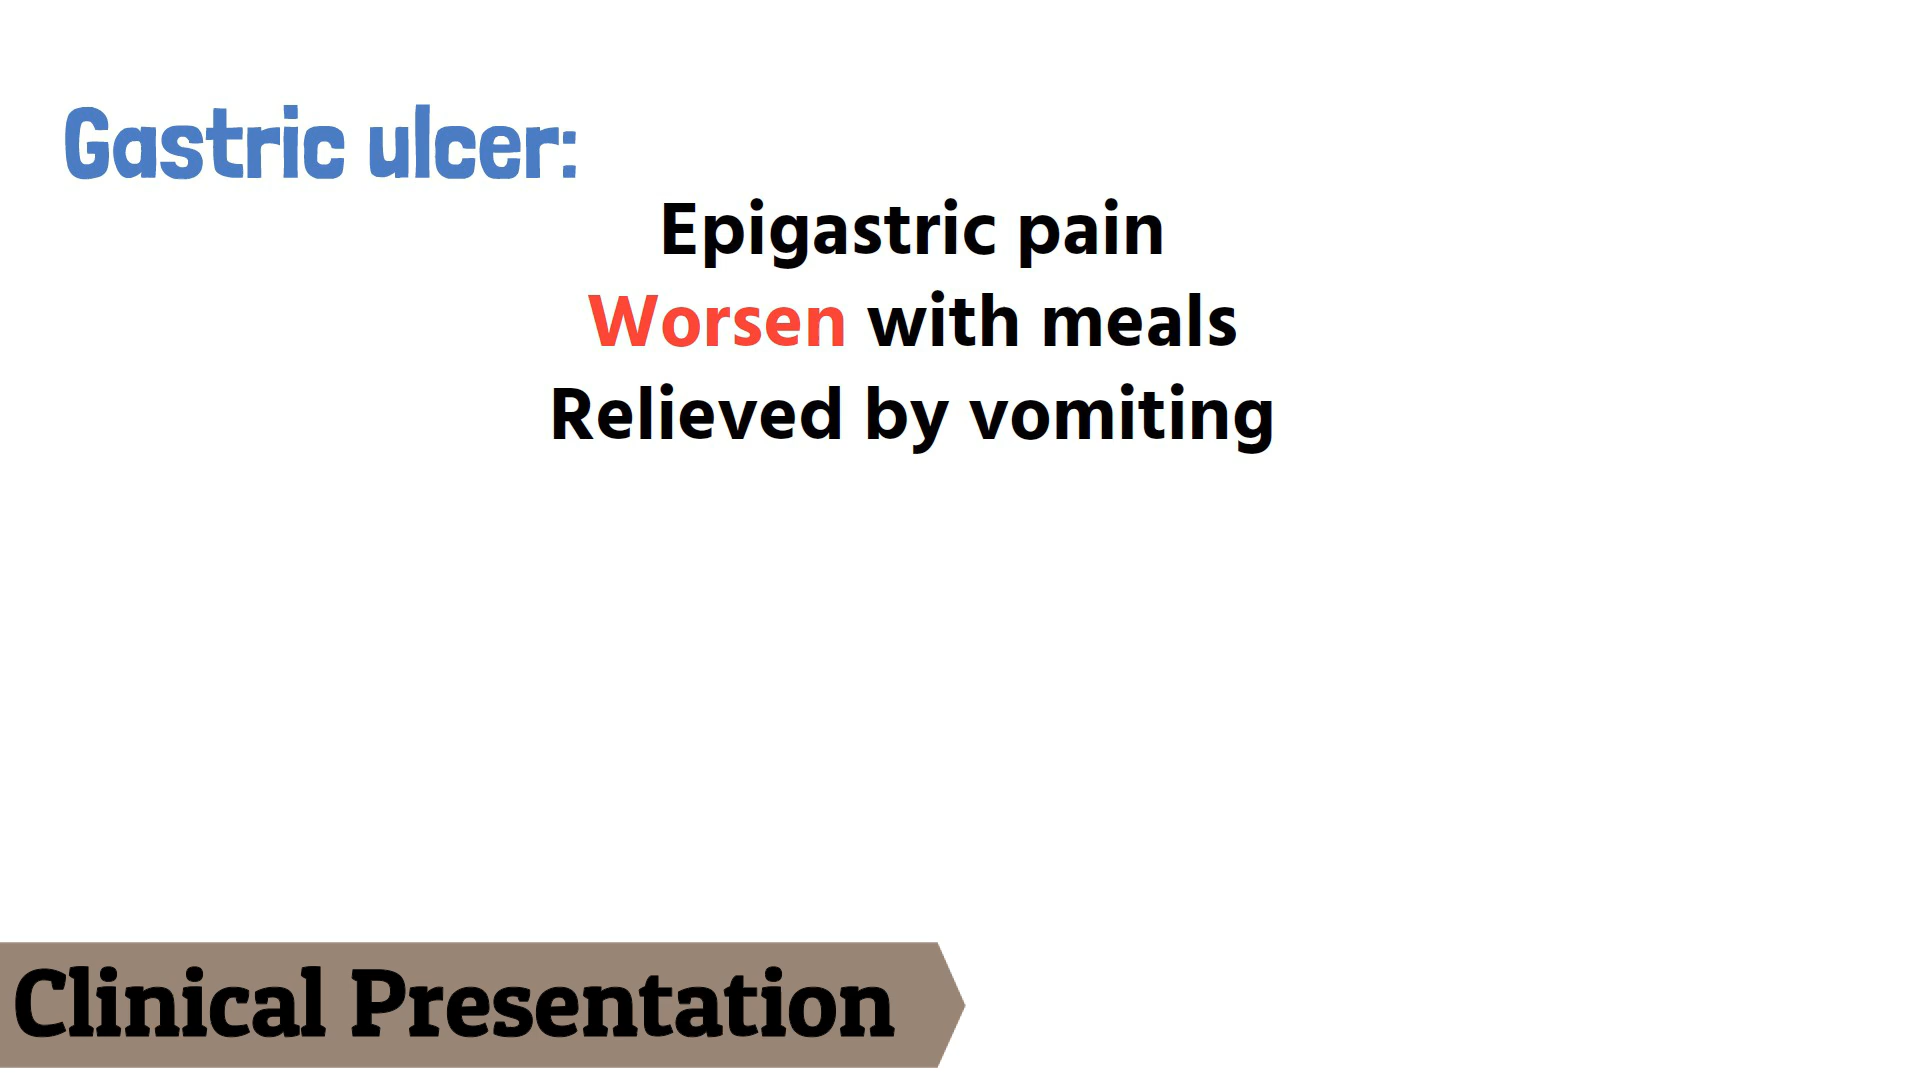 Gastric ulcer:
Epigastric pain
Worsen with meals
Relieved by vomiting
Clinical Presentation